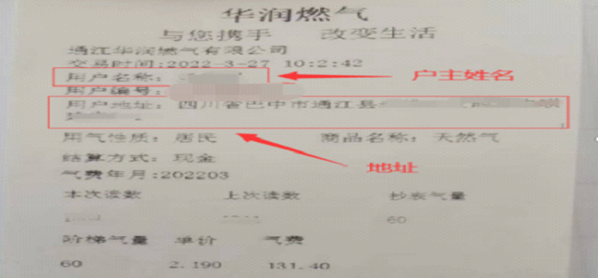 华润燃气
与您携手 改变生活
通江华润燃气有限公司
交易时间:2022-3-27 10:2:42
用户名称:
户主姓名
用户编号:
用户地址: 四川省巴中市通江县
用气性质: 居民 商品名称: 天然气
结算方式: 现金
地址
气费年月:202203
本次读数 上次读数 抄表气量
60
阶梯气量 单价 气费
60 2.190 131.40